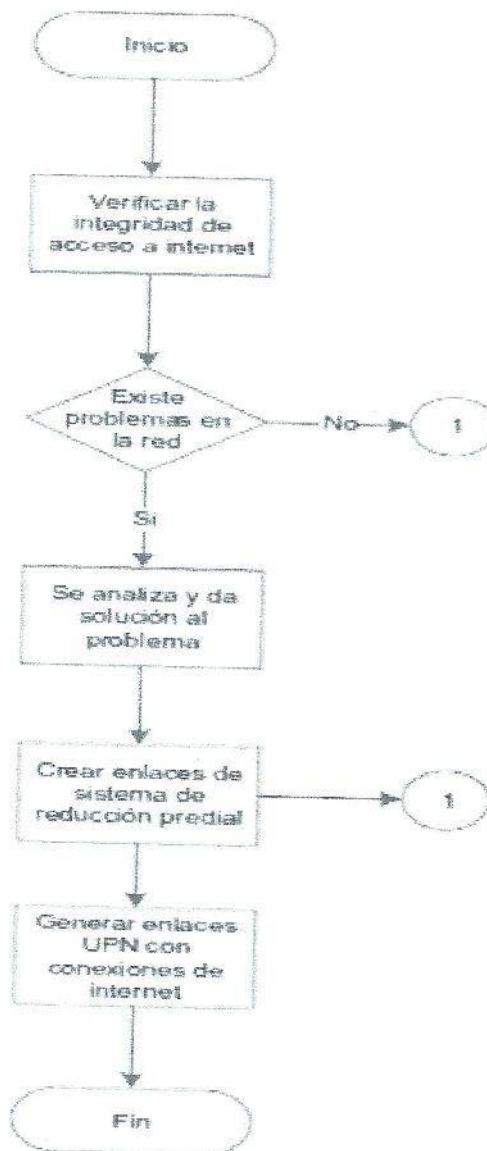 Inicio
Verificar la
integridad de
acceso a internet
Existe
problemas en
la red
No
1
Si
Se analiza y da
solución al
problema
Crear enlaces de
sistema de
reducción predial
1
Generar enlaces
UPN con
conexiones de
internet
Fin